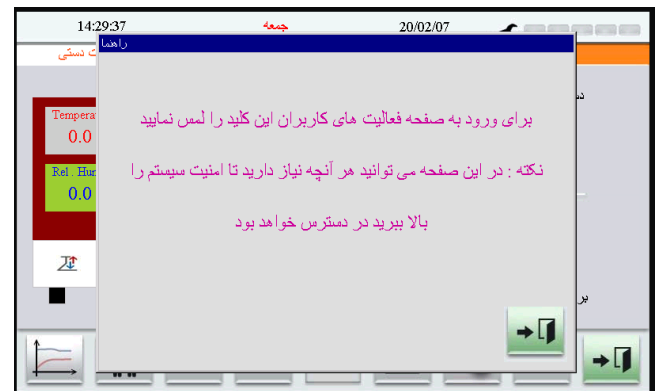 14:29:37 جمعه 20/02/07
راهنما
ت دستی
Tempera
0.0
Rel . Hur
0.0
برای ورود به صفحه فعالیت های کاربران این کلید را لمس نمایید
نکته : در این صفحه می توانید هر آنچه نیاز دارید تا امنیت سیستم را
بالا ببرید در دسترس خواهد بود
بر